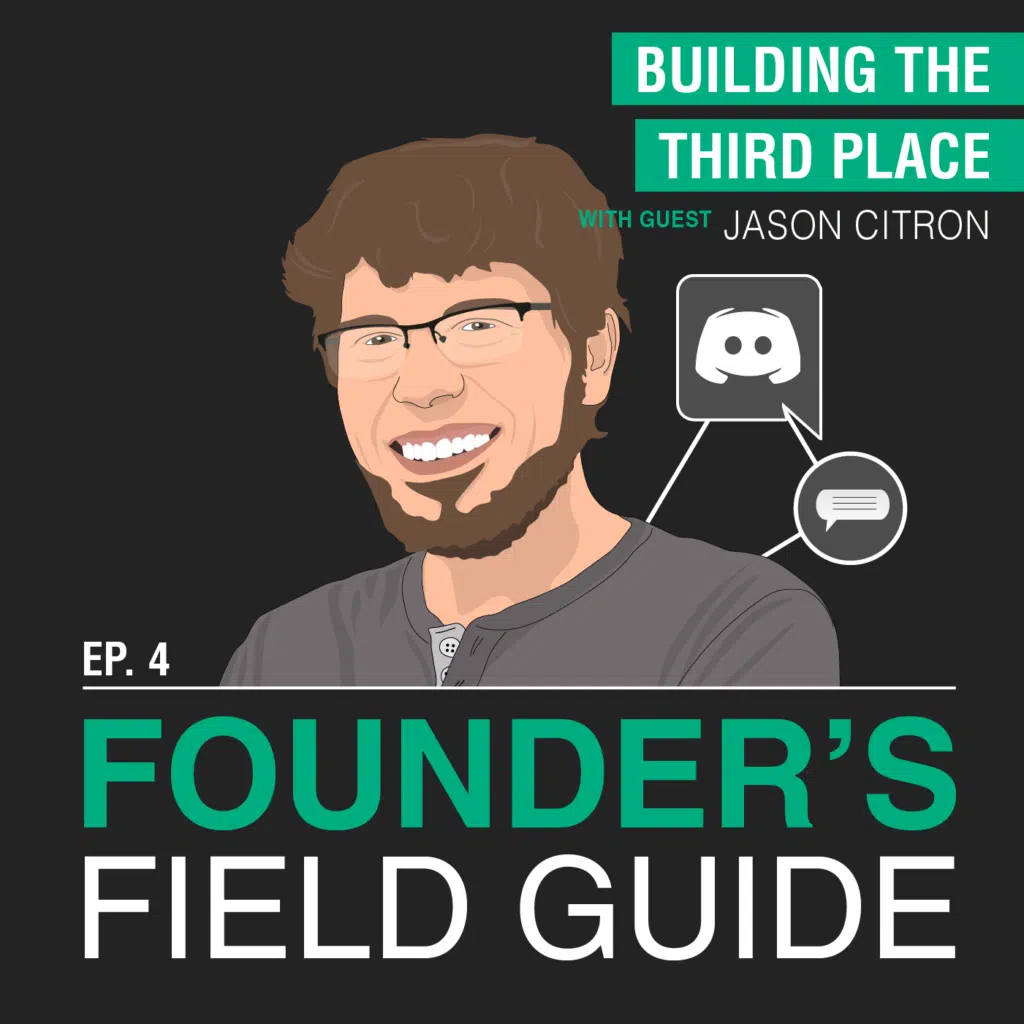 BUILDING THE
THIRD PLACE
WITH GUEST JASON CITRON
EP. 4
FOUNDER'S
FIELD GUIDE